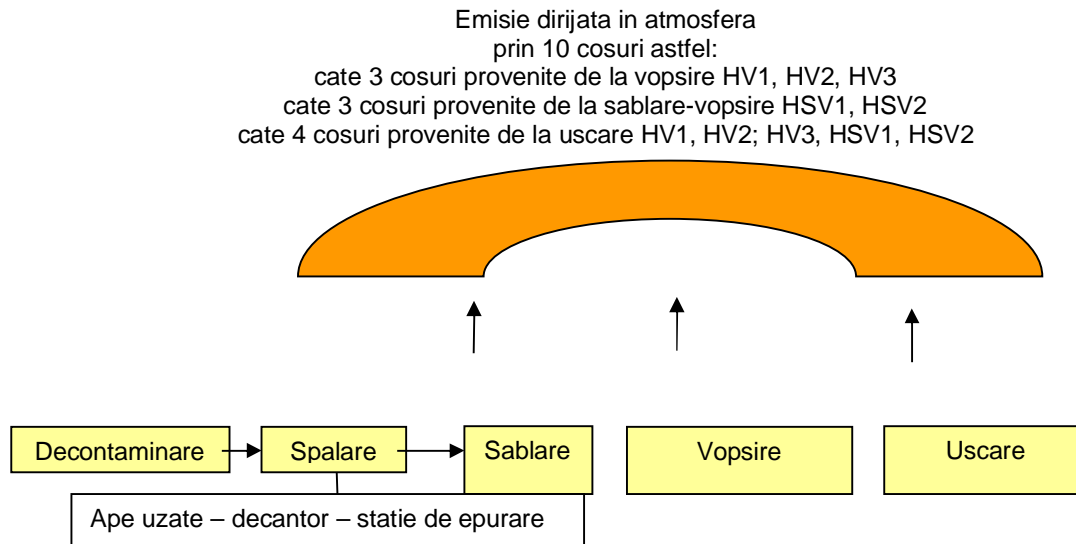 Emisie dirijata in atmosfera
prin 10 cosuri astfel:
cate 3 cosuri provenite de la vopsire HV1, HV2, HV3
cate 3 cosuri provenite de la sablare-vopsire HSV1, HSV2
cate 4 cosuri provenite de la uscare HV1, HV2; HV3, HSV1, HSV2
Decontaminare
Spalare
Sablare
Vopsire
Uscare
Ape uzate – decantor – statie de epurare